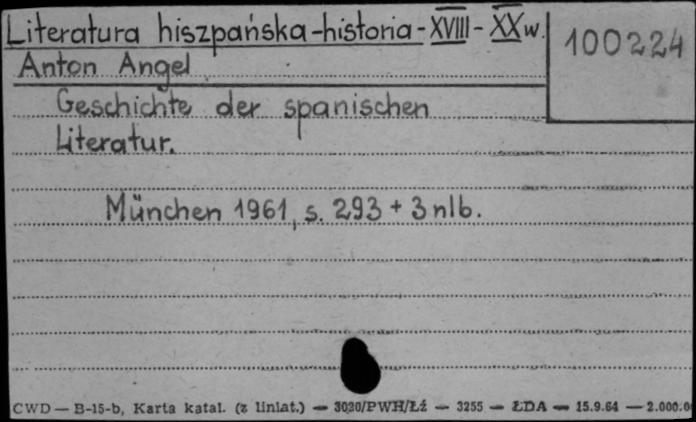 Literatura hiszpańska-historia-XVIII-XX w.
100224
Anton Angel
Geschichte der spanischen
Literatur.
München 1961, s. 293 + 3 nlb.
CWD — B-15-b, Karta katal. (z liniat.) — 3020/PWH/Łź — 3255 — ŁDA — 15.9.64 — 2.000.0